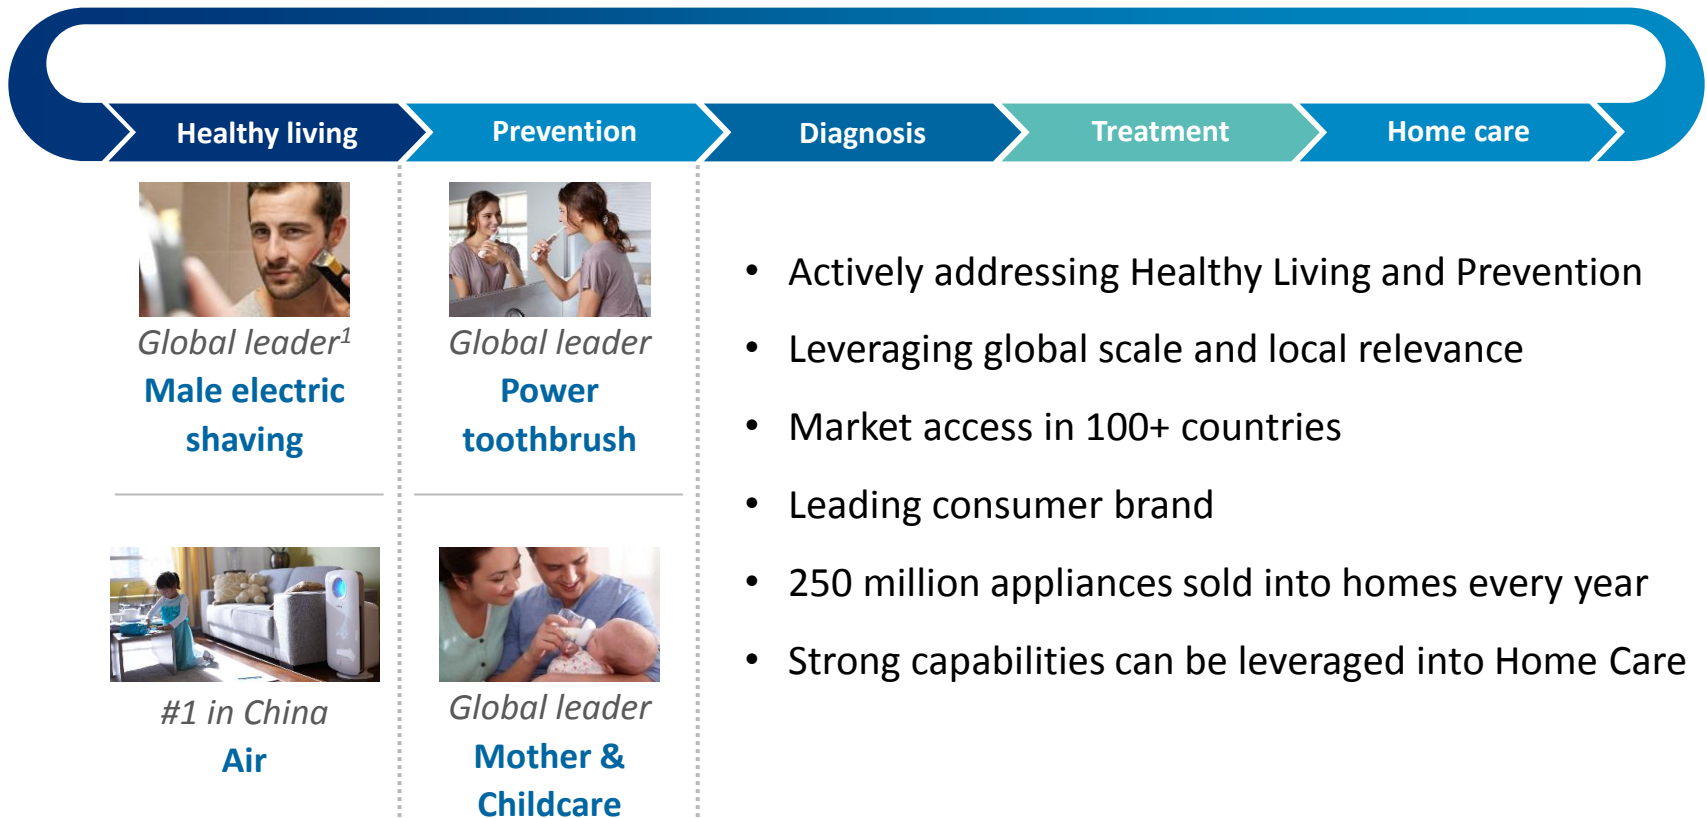 Healthy living
Prevention
Diagnosis
Treatment
Home care
Global leader¹
Male electric
shaving
Global leader
Power
toothbrush
#1 in China
Air
Global leader
Mother &
Childcare
• Actively addressing Healthy Living and Prevention
• Leveraging global scale and local relevance
• Market access in 100+ countries
• Leading consumer brand
• 250 million appliances sold into homes every year
• Strong capabilities can be leveraged into Home Care